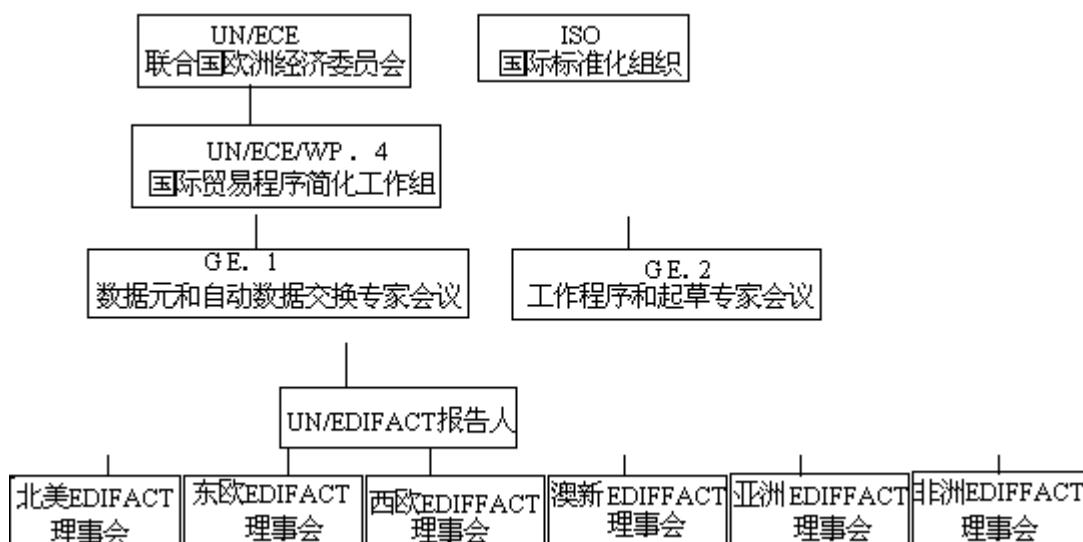 UN/ECE
联合国欧洲经济委员会
ISO
国际标准化组织
UN/ECE/WP．4
国际贸易程序简化工作组
GE．1
数据元和自动数据交换专家会议
GE．2
工作程序和起草专家会议
UN/EDIFACT报告人
北美EDIFACT
理事会
东欧EDIFACT
理事会
西欧EDIFFACT
理事会
澳新EDIFFACT
理事会
亚洲EDIFFACT
理事会
非洲EDIFFACT
理事会